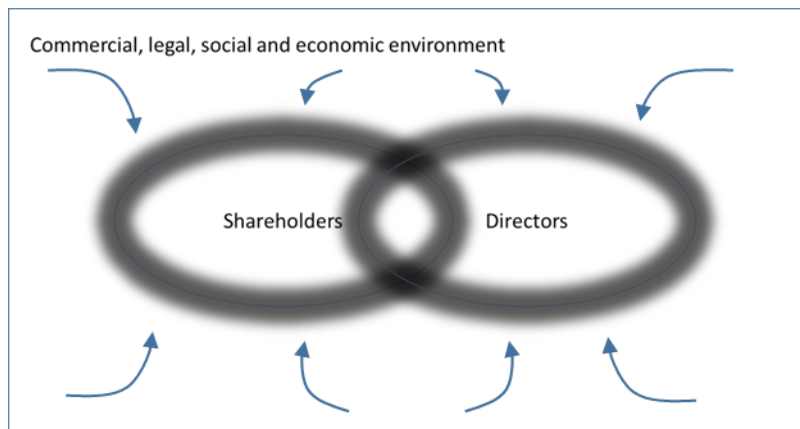 Commercial, legal, social and economic environment
Shareholders
Directors